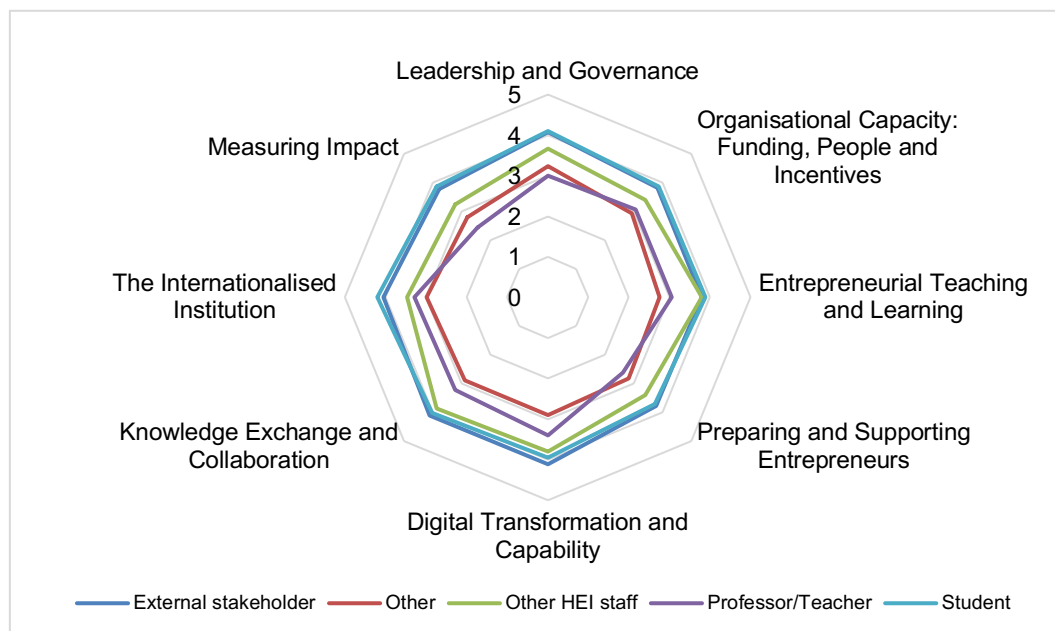 Leadership and Governance
5
4
3
2
1
0
Organisational Capacity:
Funding, People and
Incentives
Entrepreneurial Teaching
and Learning
Preparing and Supporting
Entrepreneurs
Digital Transformation and
Capability
Knowledge Exchange and
Collaboration
The Internationalised
Institution
Measuring Impact
External stakeholder Other Other HEI staff Professor/Teacher Student